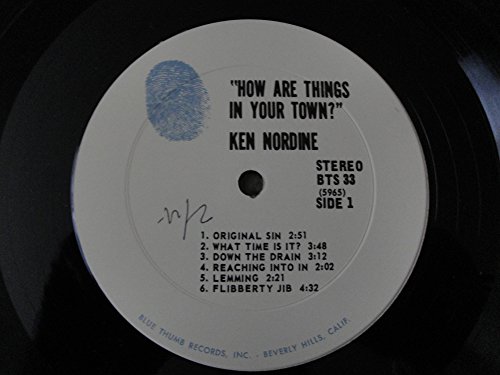 "HOW ARE THINGS
IN YOUR TOWN?"
KEN NORDINE
STEREO
BTS 33
(5965)
SIDE 1
1. ORIGINAL SIN 2:51
2. WHAT TIME IS IT? 3:48
3. DOWN THE DRAIN 3:12
4. REACHING INTO IN 2:02
5. LEMMING 2:21
6. FLIBBERTY JIB 4:32
BLUE THUMB RECORDS, INC. - BEVERLY HILLS, CALIF.